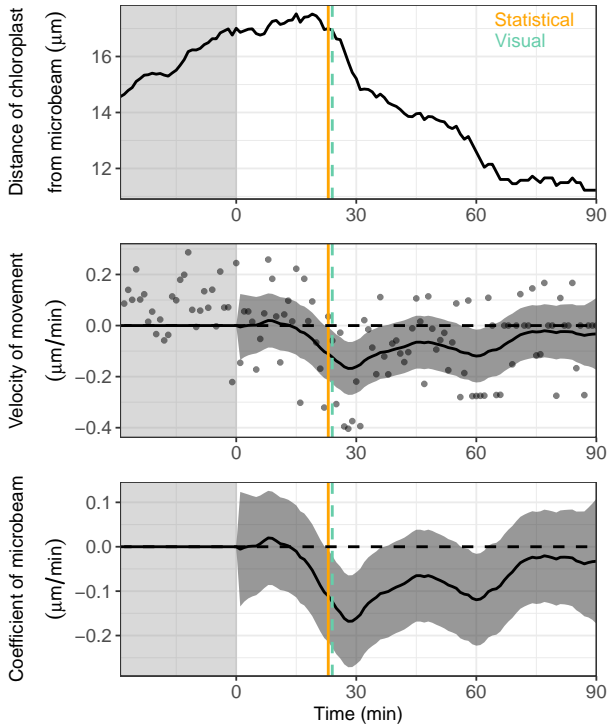 Distance of chloroplast
from microbeam (μm)
16
14
12
Statistical
Visual
0
30
60
90
Velocity of movement
(μm/min)
0.2
0.0
−0.2
−0.4
0
30
60
90
Coefficient of microbeam
(μm/min)
0.1
0.0
−0.1
−0.2
0
30
60
90
Time (min)